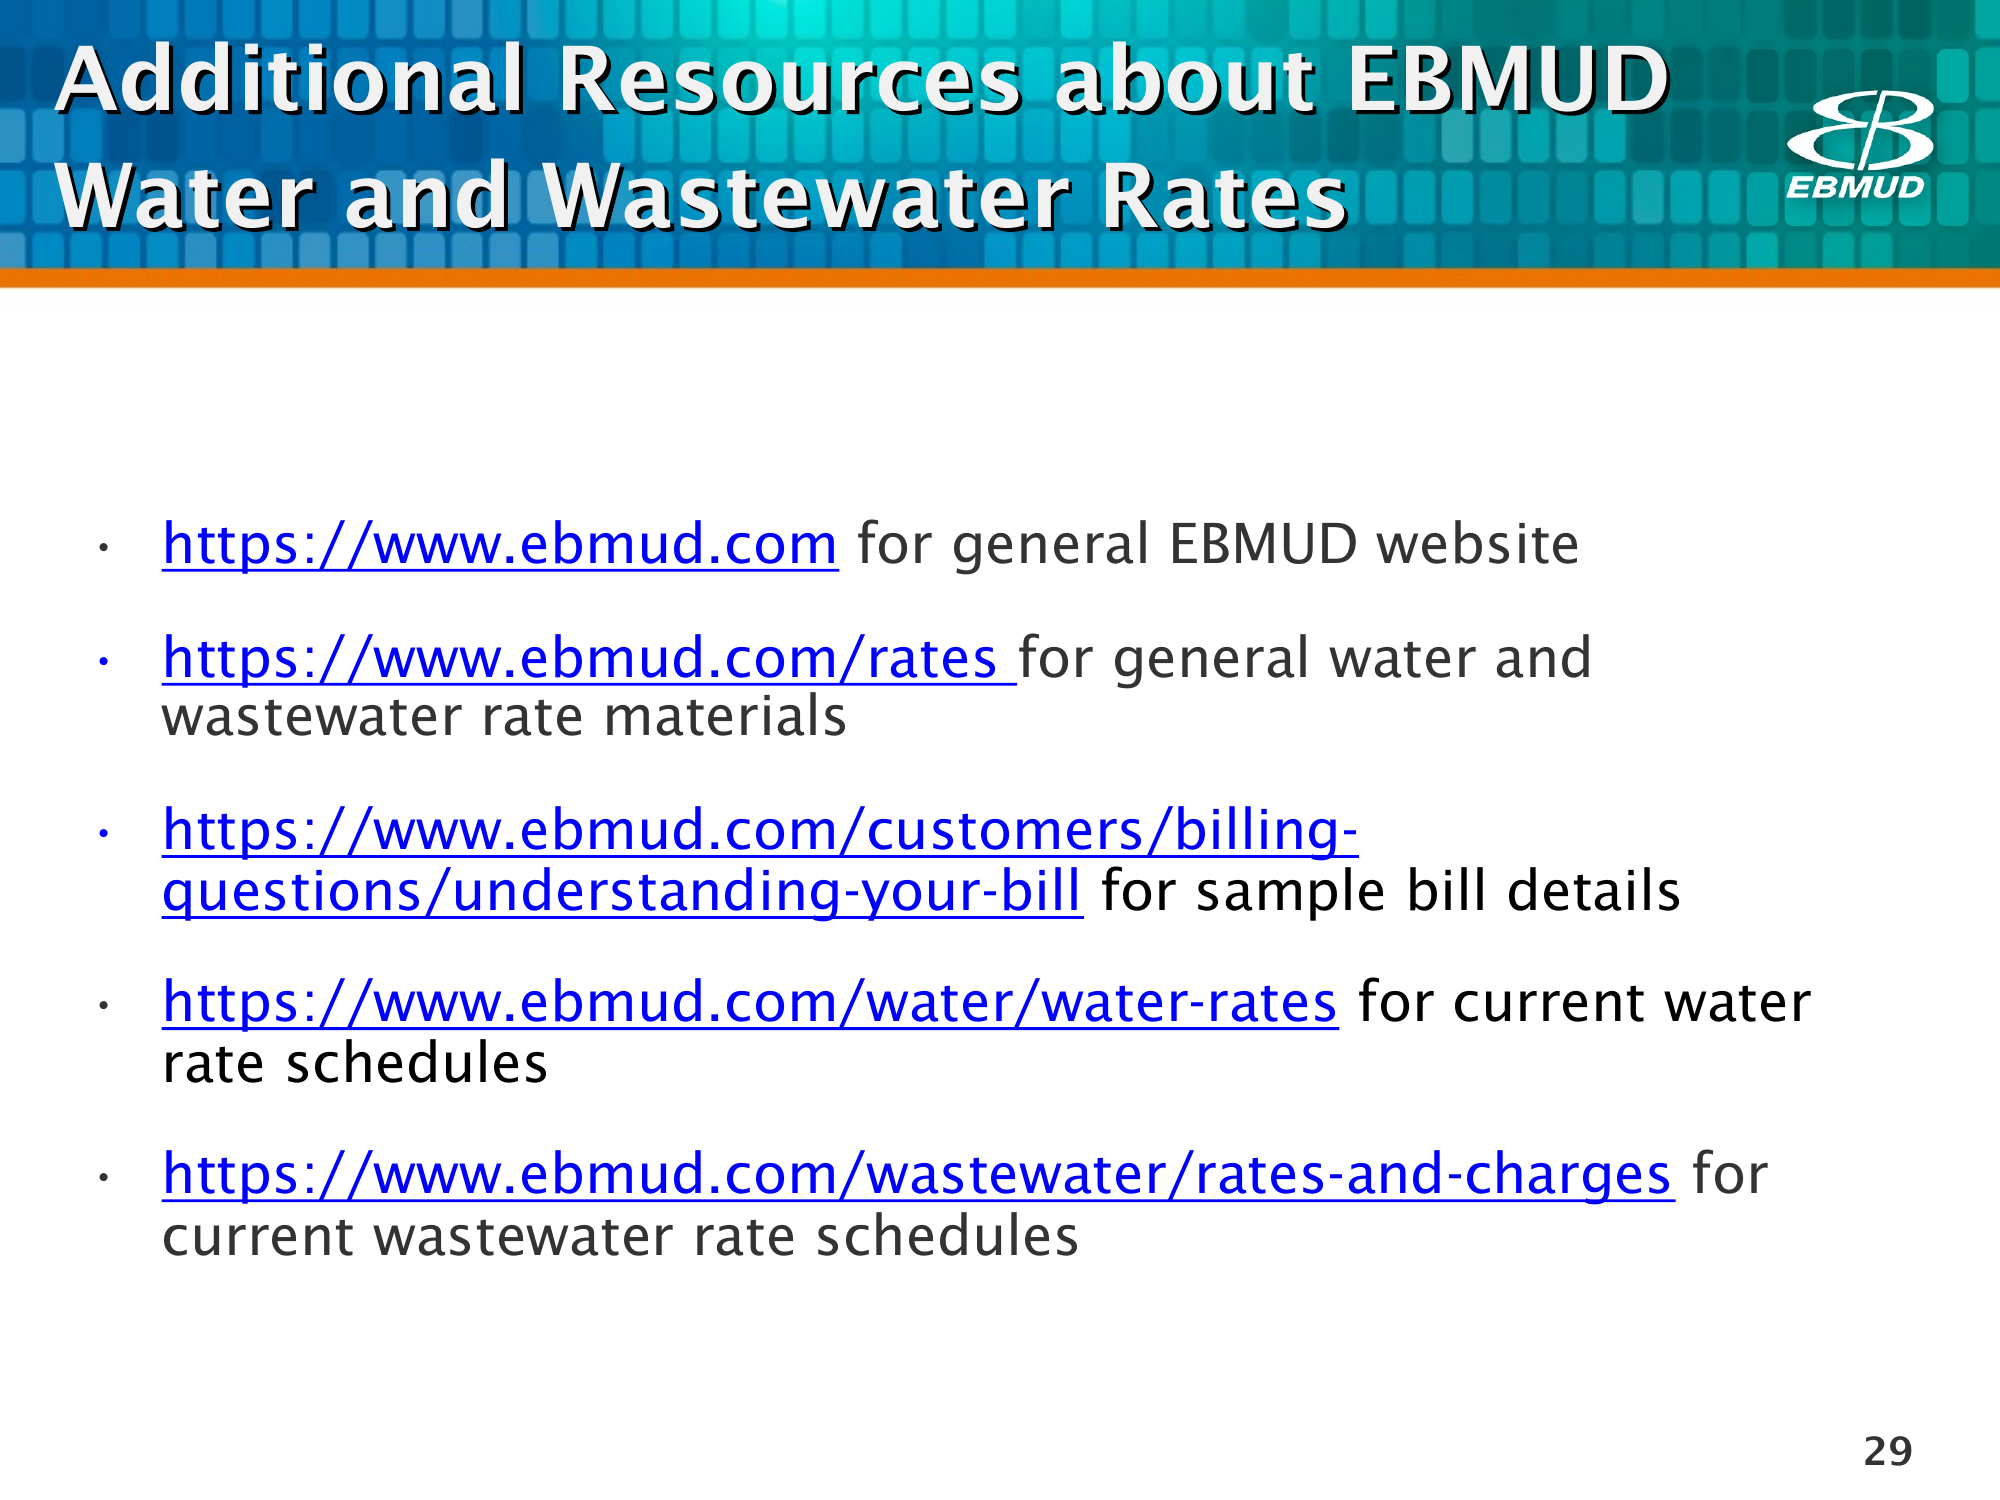 Additional Resources about EBMUD
Water and Wastewater Rates
EBMUD
• https://www.ebmud.com for general EBMUD website
• https://www.ebmud.com/rates for general water and
wastewater rate materials
• https://www.ebmud.com/customers/billing-
questions/understanding-your-bill for sample bill details
• https://www.ebmud.com/water/water-rates for current water
rate schedules
• https://www.ebmud.com/wastewater/rates-and-charges for
current wastewater rate schedules
29